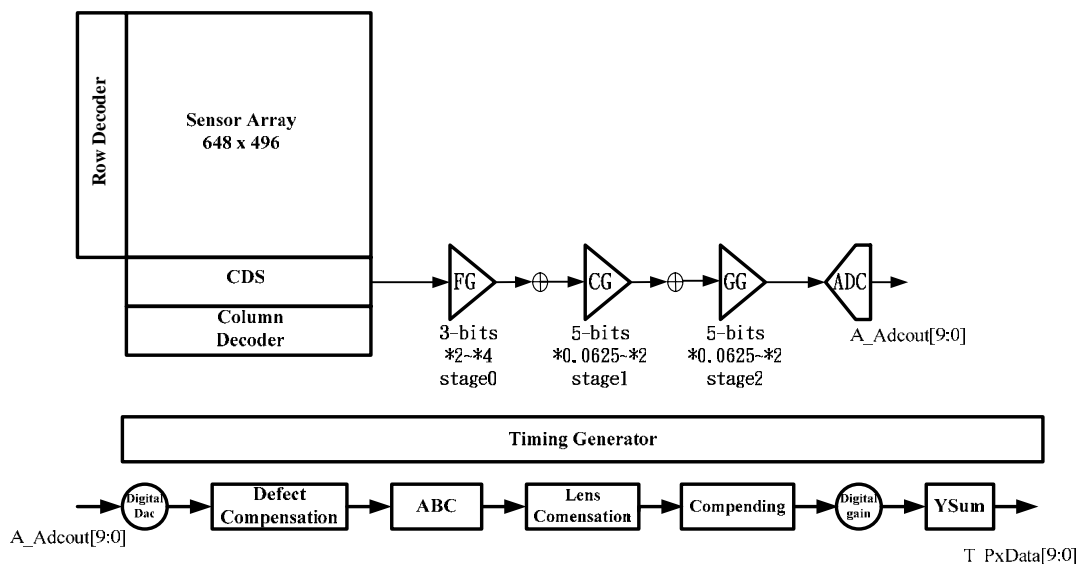 Row Decoder
Sensor Array
648 x 496
CDS
Column
Decoder
FG
CG
GG
ADC
3-bits
*2~*4
stage0
5-bits
*0.0625~*2
stage1
5-bits
*0.0625~*2
stage2
A_Adcout[9:0]
Timing Generator
A_Adcout[9:0]
Digital
Dac
Defect
Compensation
ABC
Lens
Comensation
Compending
Digital
gain
YSum
T_PxData[9:0]